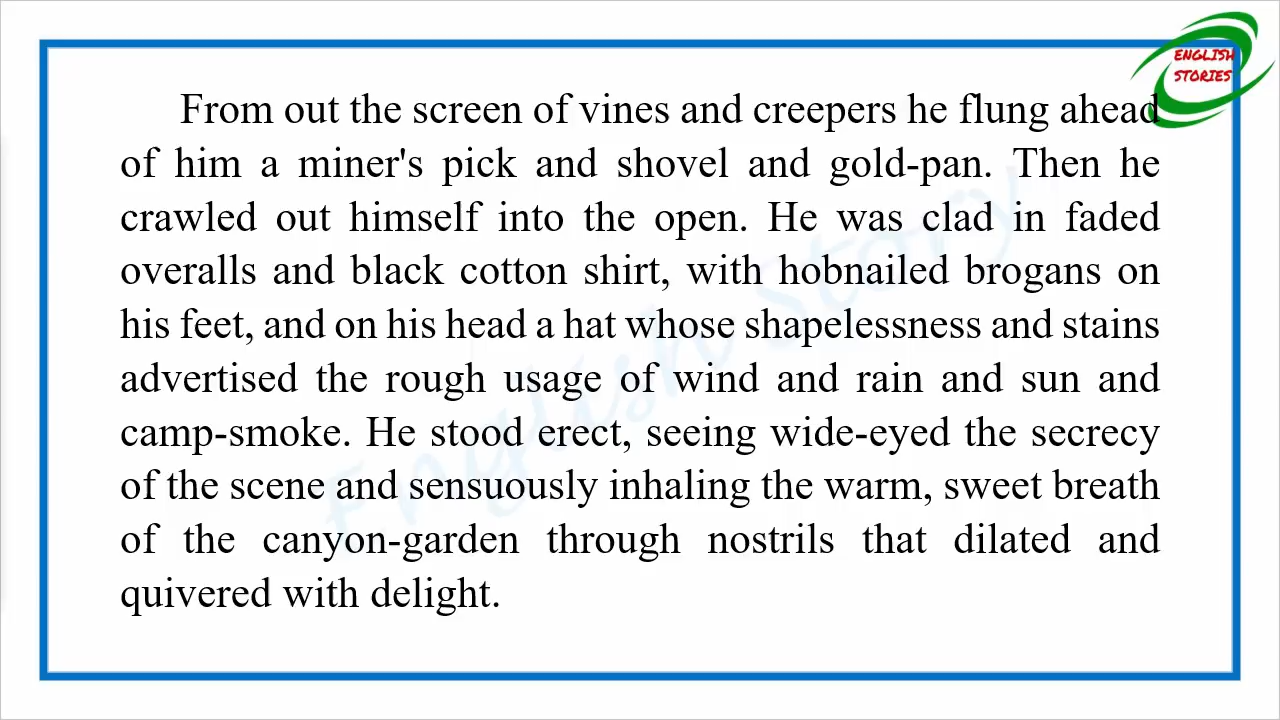 ENGLISH
STORIES
From out the screen of vines and creepers he flung ahead
of him a miner's pick and shovel and gold-pan. Then he
crawled out himself into the open. He was clad in faded
overalls and black cotton shirt, with hobnailed brogans on
his feet, and on his head a hat whose shapelessness and stains
advertised the rough usage of wind and rain and sun and
camp-smoke. He stood erect, seeing wide-eyed the secrecy
of the scene and sensuously inhaling the warm, sweet breath
of the canyon-garden through nostrils that dilated and
quivered with delight.
English Story